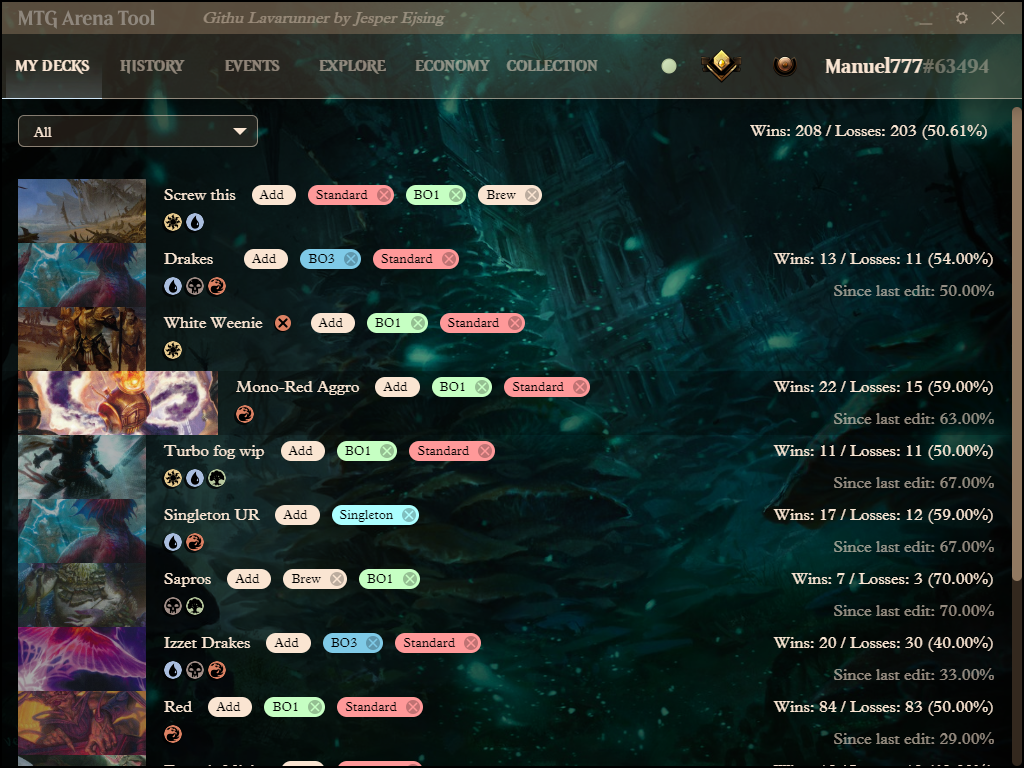 MTG Arena Tool Githu Lavarunner by Jesper Ejsing
MY DECKS HISTORY EVENTS EXPLORE ECONOMY COLLECTION Manuel777#63494
All Wins: 208 / Losses: 203 (50.61%)
Screw this Add Standard BO1 Brew
Drakes Add BO3 Standard Wins: 13 / Losses: 11 (54.00%)
Since last edit: 50.00%
White Weenie Add BO1 Standard
Mono-Red Aggro Add BO1 Standard Wins: 22 / Losses: 15 (59.00%)
Since last edit: 63.00%
Turbo fog wip Add BO1 Standard Wins: 11 / Losses: 11 (50.00%)
Since last edit: 67.00%
Singleton UR Add Singleton Wins: 17 / Losses: 12 (59.00%)
Since last edit: 67.00%
Sapros Add Brew BO1 Wins: 7 / Losses: 3 (70.00%)
Since last edit: 70.00%
Izzet Drakes Add BO3 Standard Wins: 20 / Losses: 30 (40.00%)
Since last edit: 33.00%
Red Add BO1 Standard Wins: 84 / Losses: 83 (50.00%)
Since last edit: 29.00%